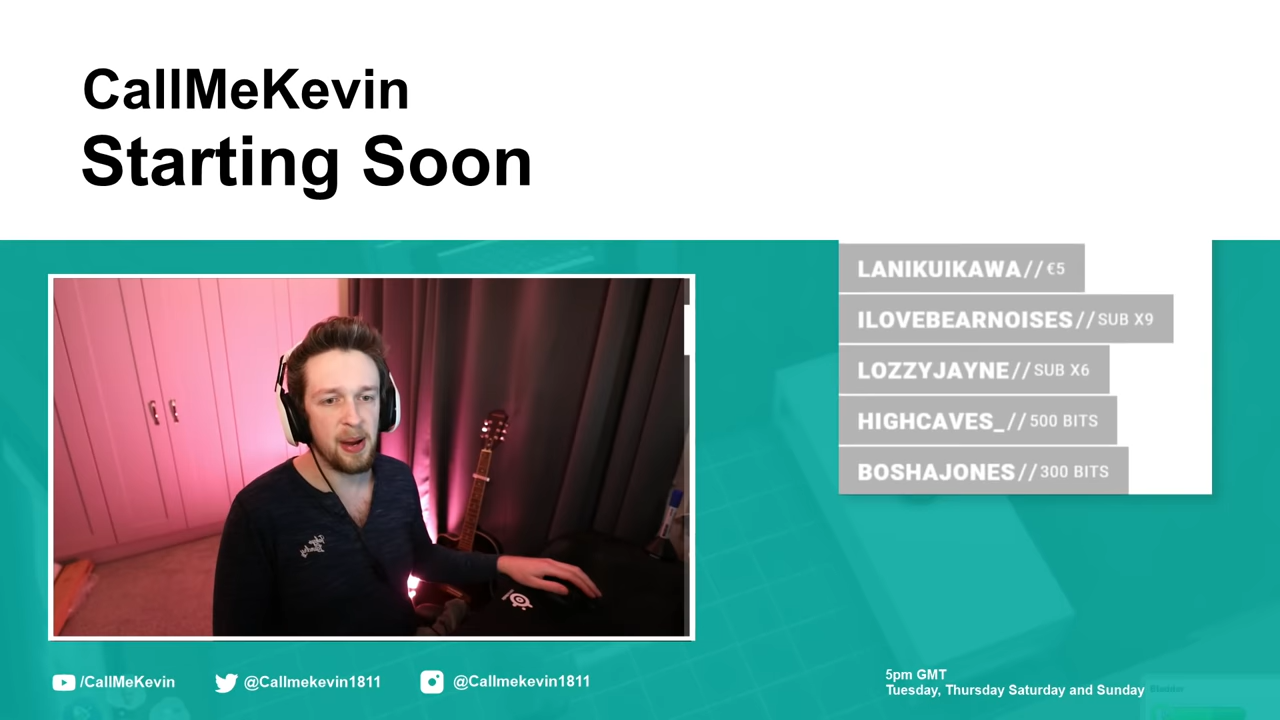 CallMeKevin
Starting Soon
LANIKUIKAWA//€5
ILOVEBEARNOISES//SUB X9
LOZZYJAYNE//SUB X6
HIGHCAVES_//500 BITS
BOSHAJONES//300 BITS
/CallMeKevin
@Callmekevin1811
@Callmekevin1811
5pm GMT
Tuesday, Thursday Saturday and Sunday